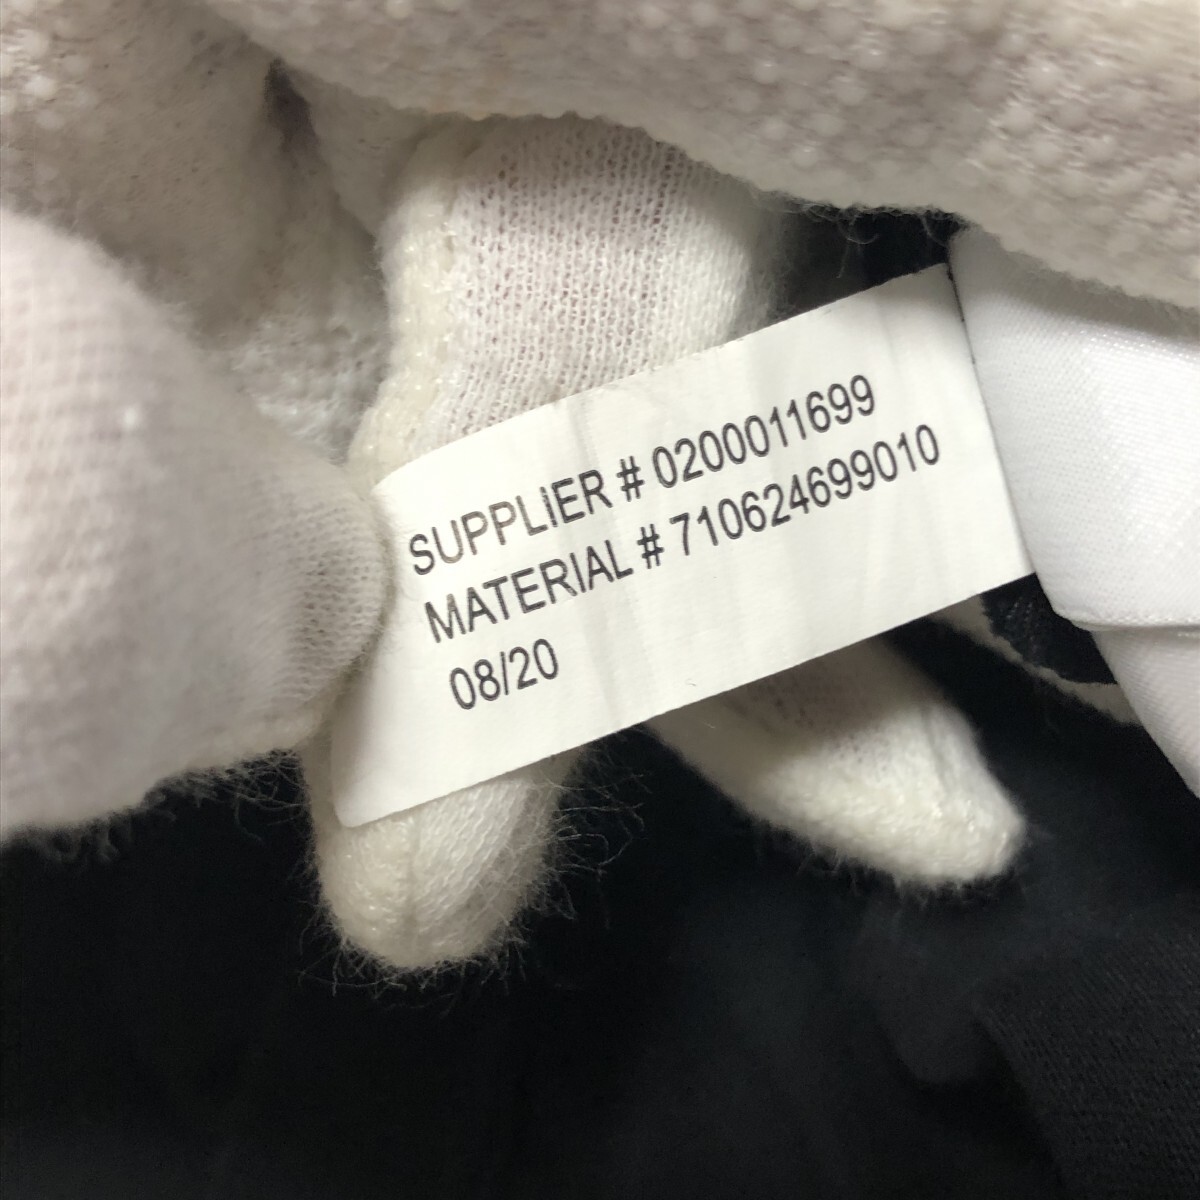 SUPPLIER # 0200011699
MATERIAL # 710624699010
08/20